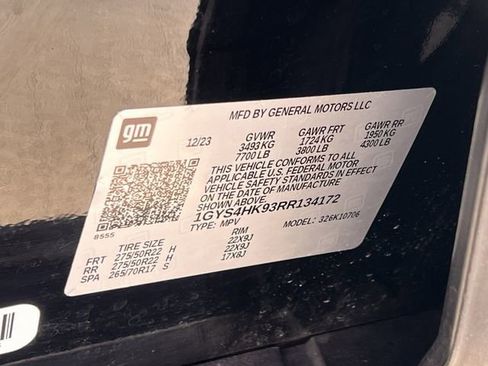 gm
MFD BY GENERAL MOTORS LLC
12/23 GVWR GAWR FRT GAWR RR
3493 KG 1724 KG 1950 KG
7700 LB 3800 LB 4300 LB
THIS VEHICLE CONFORMS TO ALL
APPLICABLE U.S. FEDERAL MOTOR
VEHICLE SAFETY STANDARDS IN EFFECT
ON THE DATE OF MANUFACTURE
SHOWN ABOVE.
1GYS4HK93RR134172
8555 TYPE: MPV MODEL: 326K10706
TIRE SIZE RIM
FRT 275/50R22 H 22X9J
RR 275/50R22 H 22X9J
SPA 265/70R17 S 17X8J